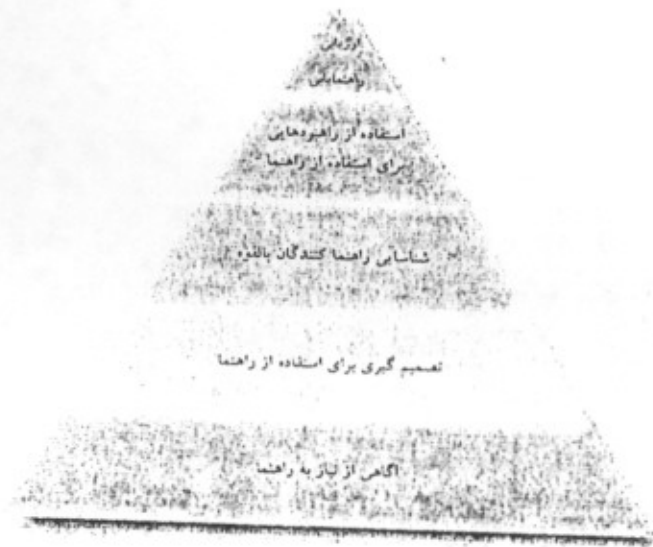 ارزیابی
راهنمایابی
استفاده از راهبردهایی
برای استفاده از راهنما
شناسایی راهنما کنندگان بالقوه
تصمیم گیری برای استفاده از راهنما
آگاهی از نیاز به راهنما